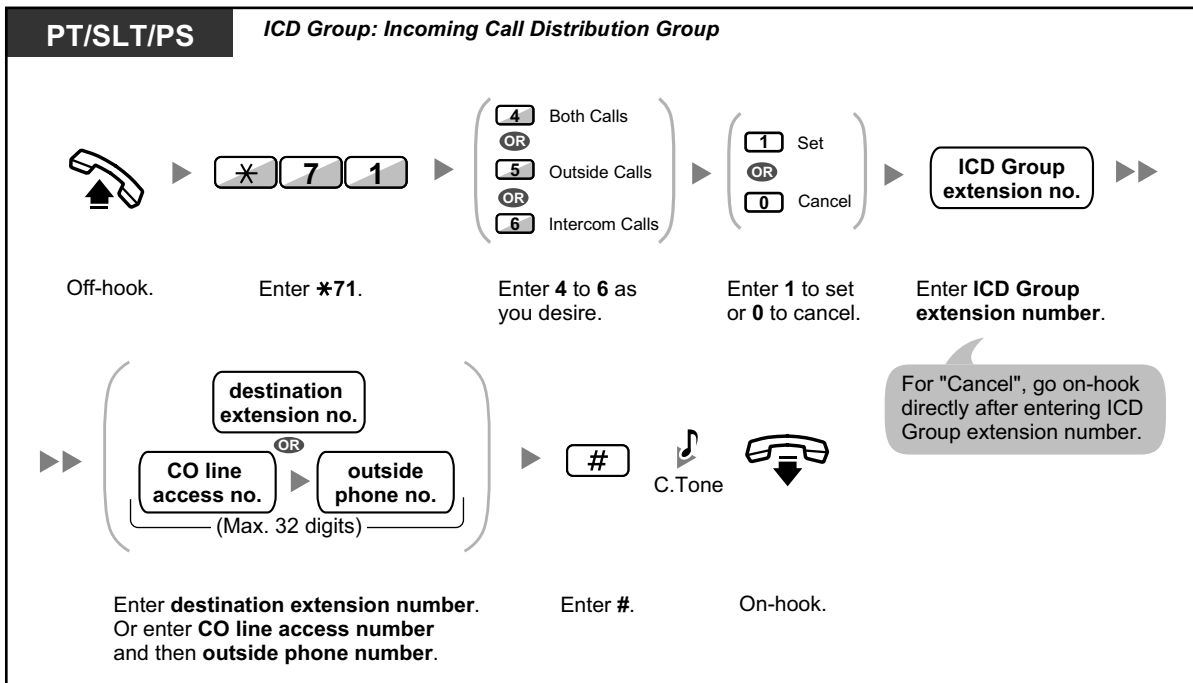 PT/SLT/PS
ICD Group: Incoming Call Distribution Group
✳ 7 1
4 Both Calls
OR
5 Outside Calls
OR
6 Intercom Calls
1 Set
OR
0 Cancel
ICD Group
extension no.
Off-hook.
Enter ✳71.
Enter 4 to 6 as
you desire.
Enter 1 to set
or 0 to cancel.
Enter ICD Group
extension number.
For "Cancel", go on-hook
directly after entering ICD
Group extension number.
destination
extension no.
OR
CO line
access no.
outside
phone no.
(Max. 32 digits)
#
C.Tone
Enter destination extension number.
Or enter CO line access number
and then outside phone number.
Enter #.
On-hook.